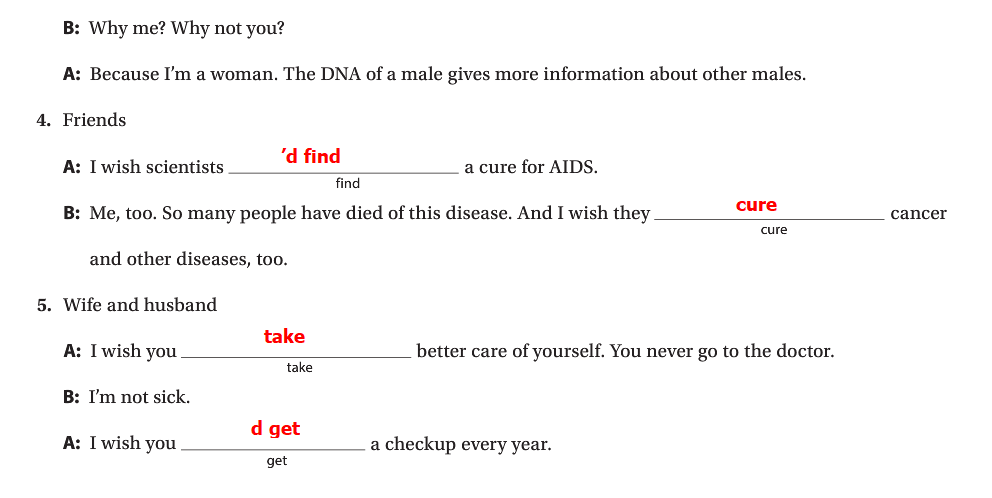 B: Why me? Why not you?
A: Because I'm a woman. The DNA of a male gives more information about other males.
4. Friends
A: I wish scientists ’d find a cure for AIDS.
find
B: Me, too. So many people have died of this disease. And I wish they cure cancer
cure
and other diseases, too.
5. Wife and husband
A: I wish you take better care of yourself. You never go to the doctor.
take
B: I'm not sick.
A: I wish you d get a checkup every year.
get